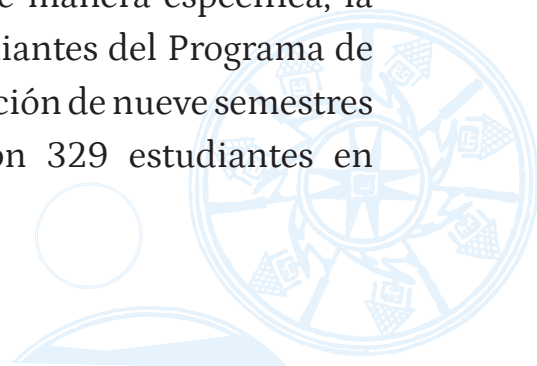 e manera específica, la
iantes del Programa de
ción de nueve semestres
on 329 estudiantes en